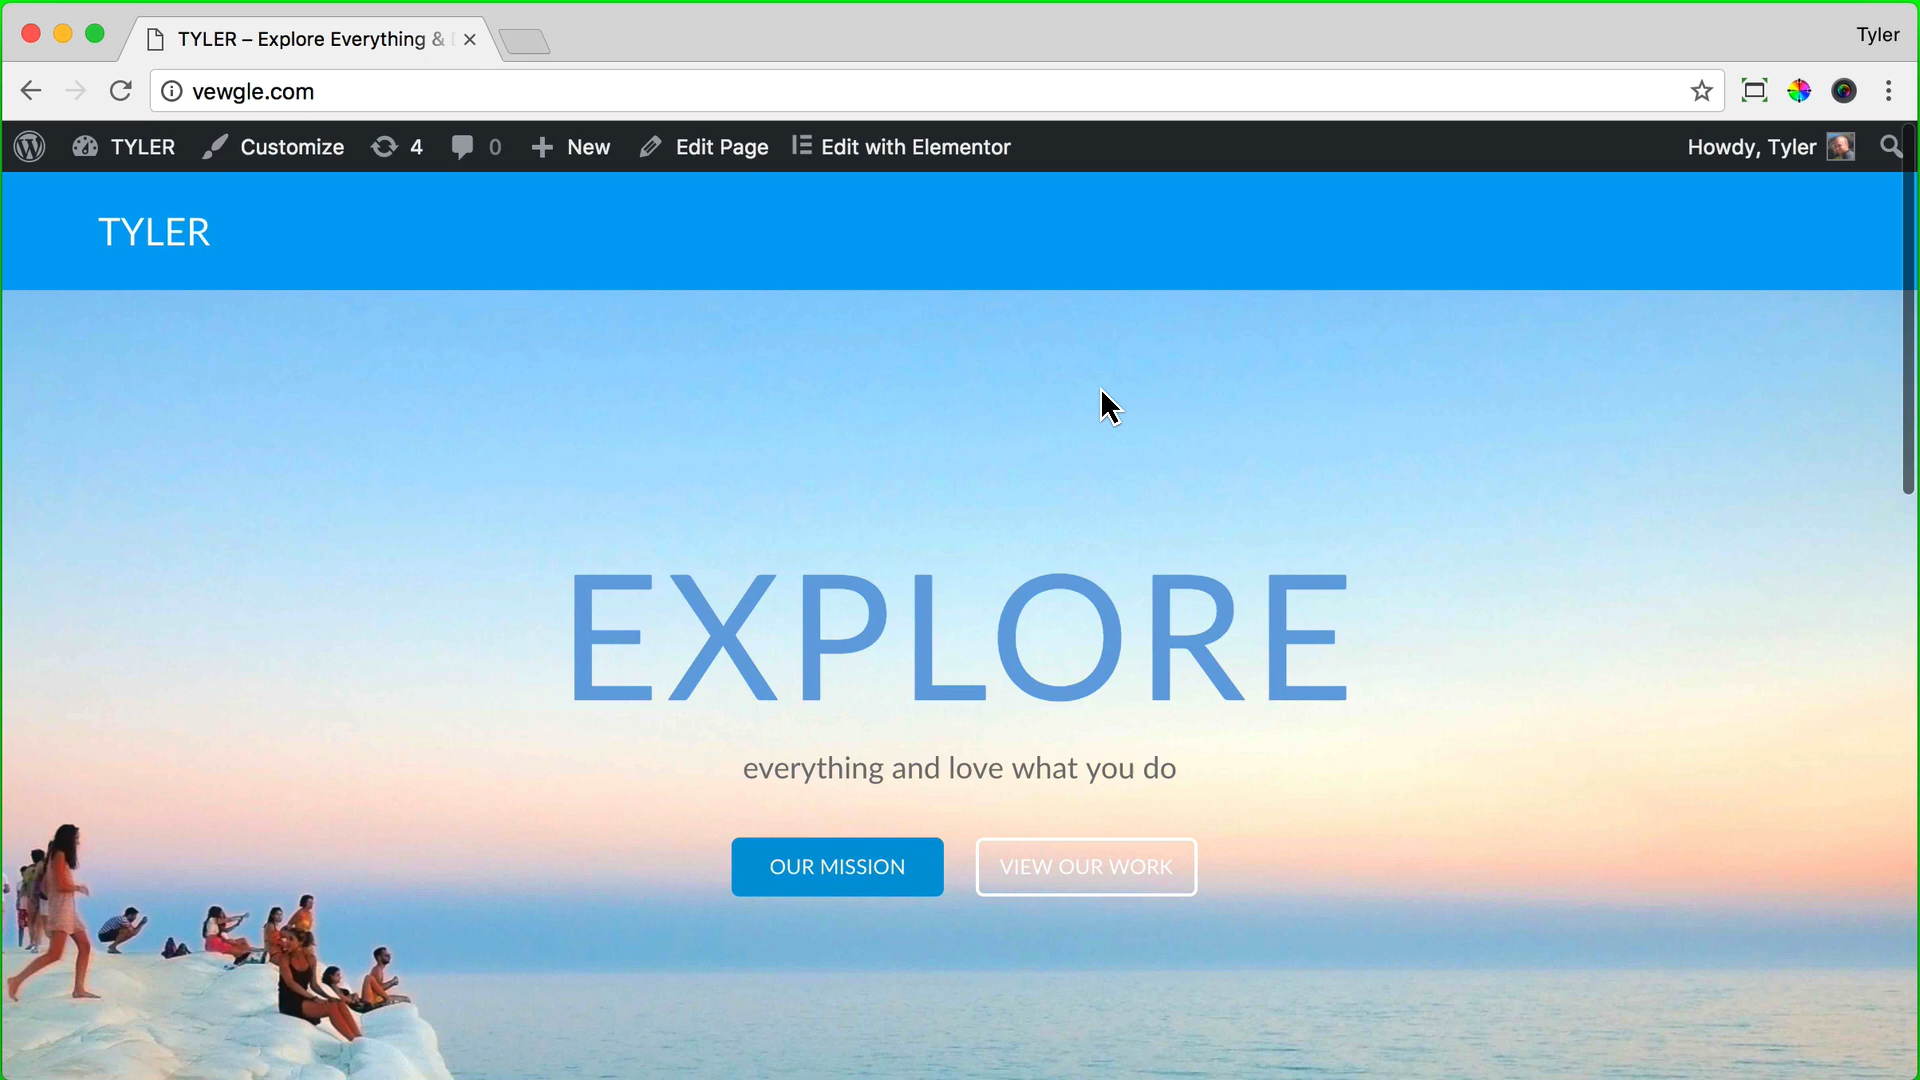 TYLER – Explore Everything &
Tyler
vewgle.com
TYLER Customize 4 0 New Edit Page Edit with Elementor Howdy, Tyler
TYLER
EXPLORE
everything and love what you do
OUR MISSION VIEW OUR WORK